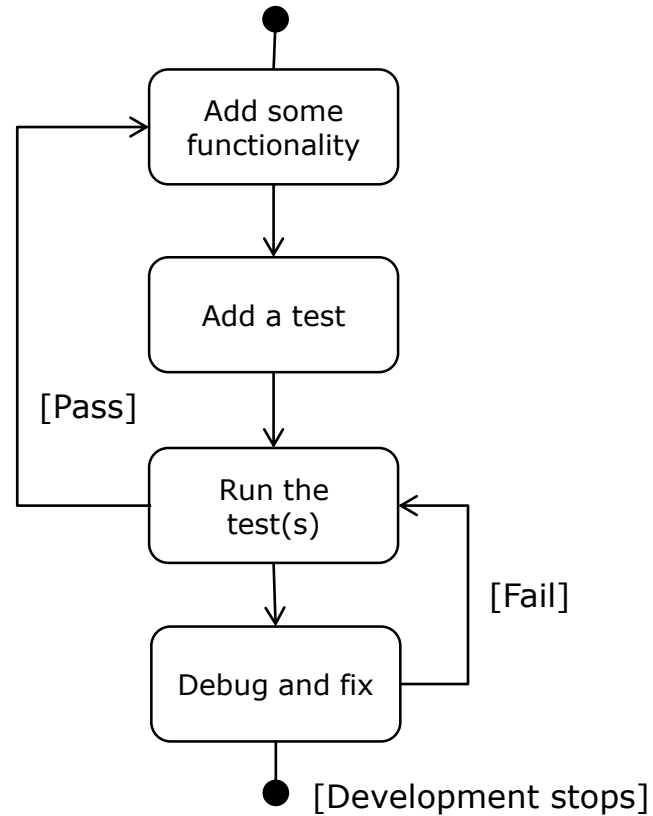 Add some
functionality
Add a test
[Pass]
Run the
test(s)
[Fail]
Debug and fix
[Development stops]